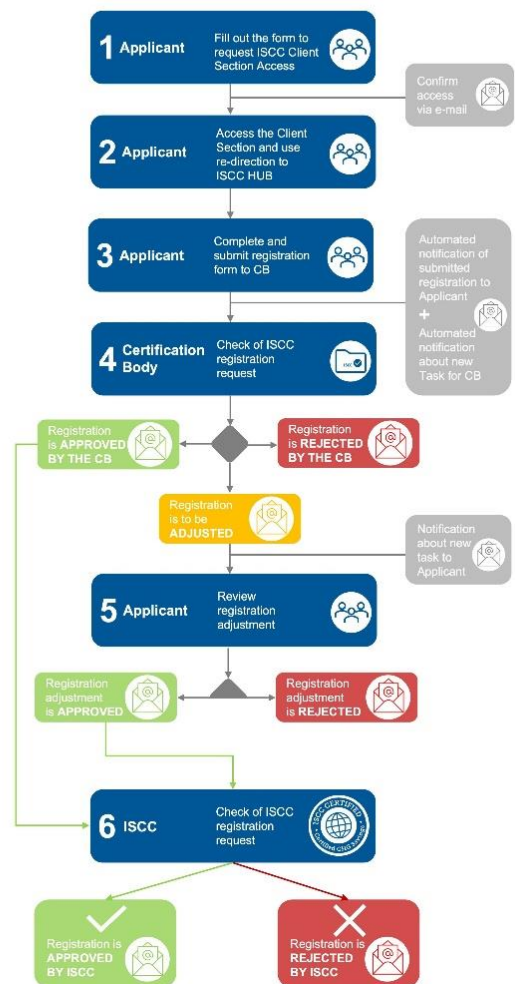 1 Applicant
Fill out the form to
request ISCC Client
Section Access
Confirm
access
via e-mail
2 Applicant
Access the Client
Section and use
re-direction to
ISCC HUB
3 Applicant
Complete and
submit registration
form to CB
Automated
notification of
submitted
registration to
Applicant
+
Automated
notification
about new
Task for CB
4 Certification
Body
Check of ISCC
registration
request
Registration
is APPROVED
BY THE CB
Registration
is REJECTED
BY THE CB
Registration
is to be
ADJUSTED
Notification
about new
task to
Applicant
5 Applicant
Review
registration
adjustment
Registration
adjustment
is APPROVED
Registration
adjustment
is REJECTED
6 ISCC
Check of ISCC
registration
request
ISCC CERTIFIED
Registration is
APPROVED
BY ISCC
Registration is
REJECTED
BY ISCC